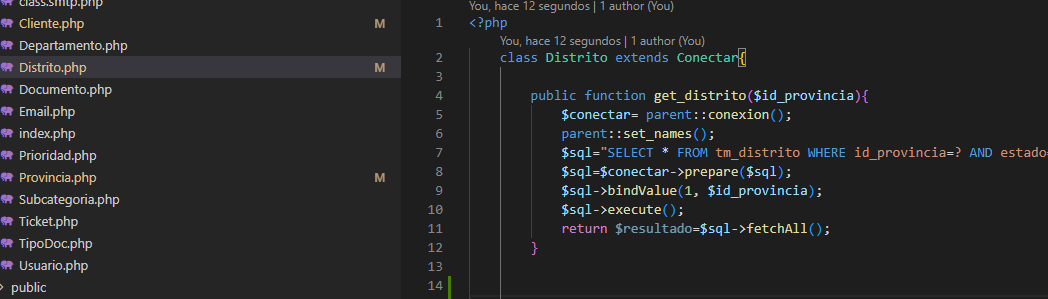 class.smtp.php
Cliente.php M
Departamento.php
Distrito.php M
Documento.php
Email.php
index.php
Prioridad.php
Provincia.php M
Subcategoria.php
Ticket.php
TipoDoc.php
Usuario.php
public
You, hace 12 segundos | 1 author (You)
1 <?php
You, hace 12 segundos | 1 author (You)
2 class Distrito extends Conectar{
3
4 public function get_distrito($id_provincia){
5 $conectar= parent::conexion();
6 parent::set_names();
7 $sql="SELECT * FROM tm_distrito WHERE id_provincia=? AND estado=
8 $sql=$conectar->prepare($sql);
9 $sql->bindValue(1, $id_provincia);
10 $sql->execute();
11 return $resultado=$sql->fetchAll();
12 }
13
14